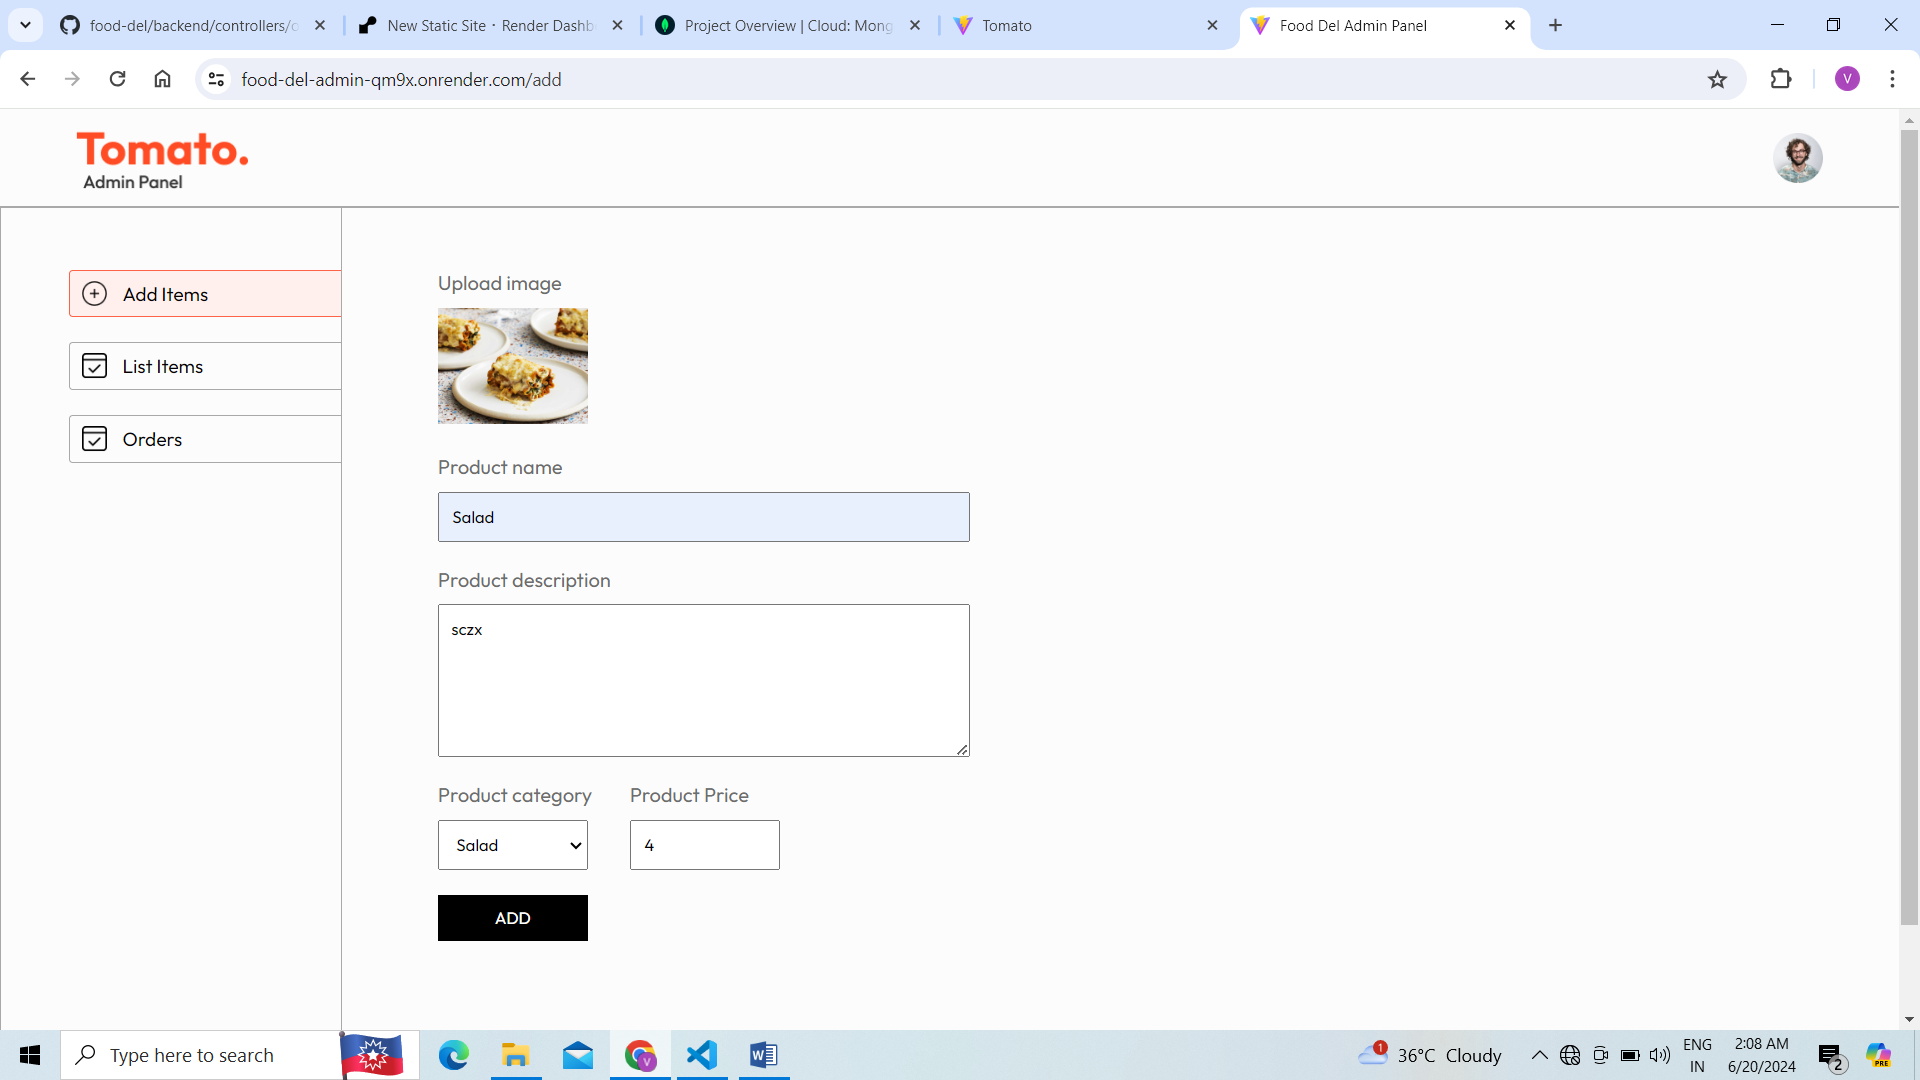 food-del/backend/controllers/o
New Static Site · Render Dashb
Project Overview | Cloud: Mong
Tomato
Food Del Admin Panel
food-del-admin-qm9x.onrender.com/add
V
Tomato.
Admin Panel
Add Items
List Items
Orders
Upload image
Product name
Salad
Product description
sczx
Product category
Product Price
Salad
4
ADD
Type here to search
V
1
36°C Cloudy
ENG
IN
2:08 AM
6/20/2024
2
PRE